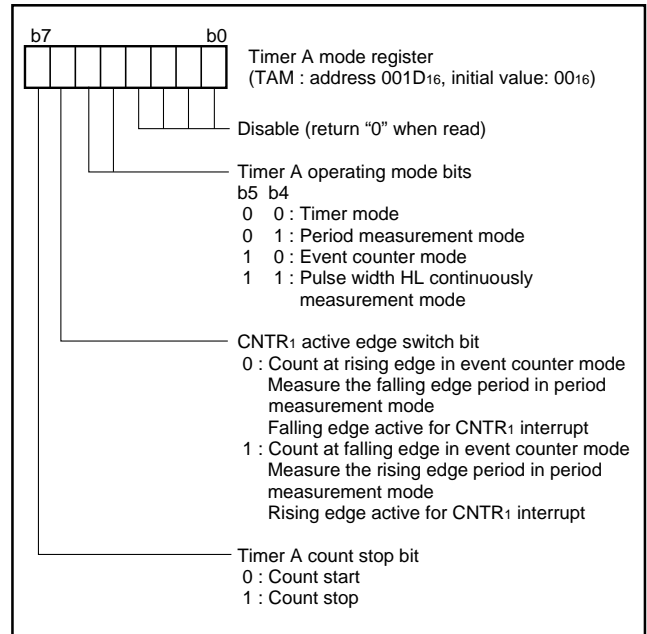 b7 b0
Timer A mode register
(TAM : address 001D16, initial value: 0016)
Disable (return “0” when read)
Timer A operating mode bits
b5 b4
0 0 : Timer mode
0 1 : Period measurement mode
1 0 : Event counter mode
1 1 : Pulse width HL continuously
measurement mode
CNTR1 active edge switch bit
0 : Count at rising edge in event counter mode
Measure the falling edge period in period
measurement mode
Falling edge active for CNTR1 interrupt
1 : Count at falling edge in event counter mode
Measure the rising edge period in period
measurement mode
Rising edge active for CNTR1 interrupt
Timer A count stop bit
0 : Count start
1 : Count stop